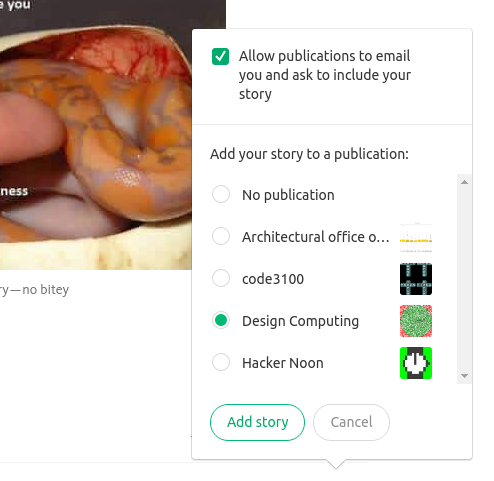 e you
Allow publications to email
you and ask to include your
story
Add your story to a publication:
No publication
Architectural office o...
ness
code3100
ry—no bitey
Design Computing
Hacker Noon
Add story
Cancel